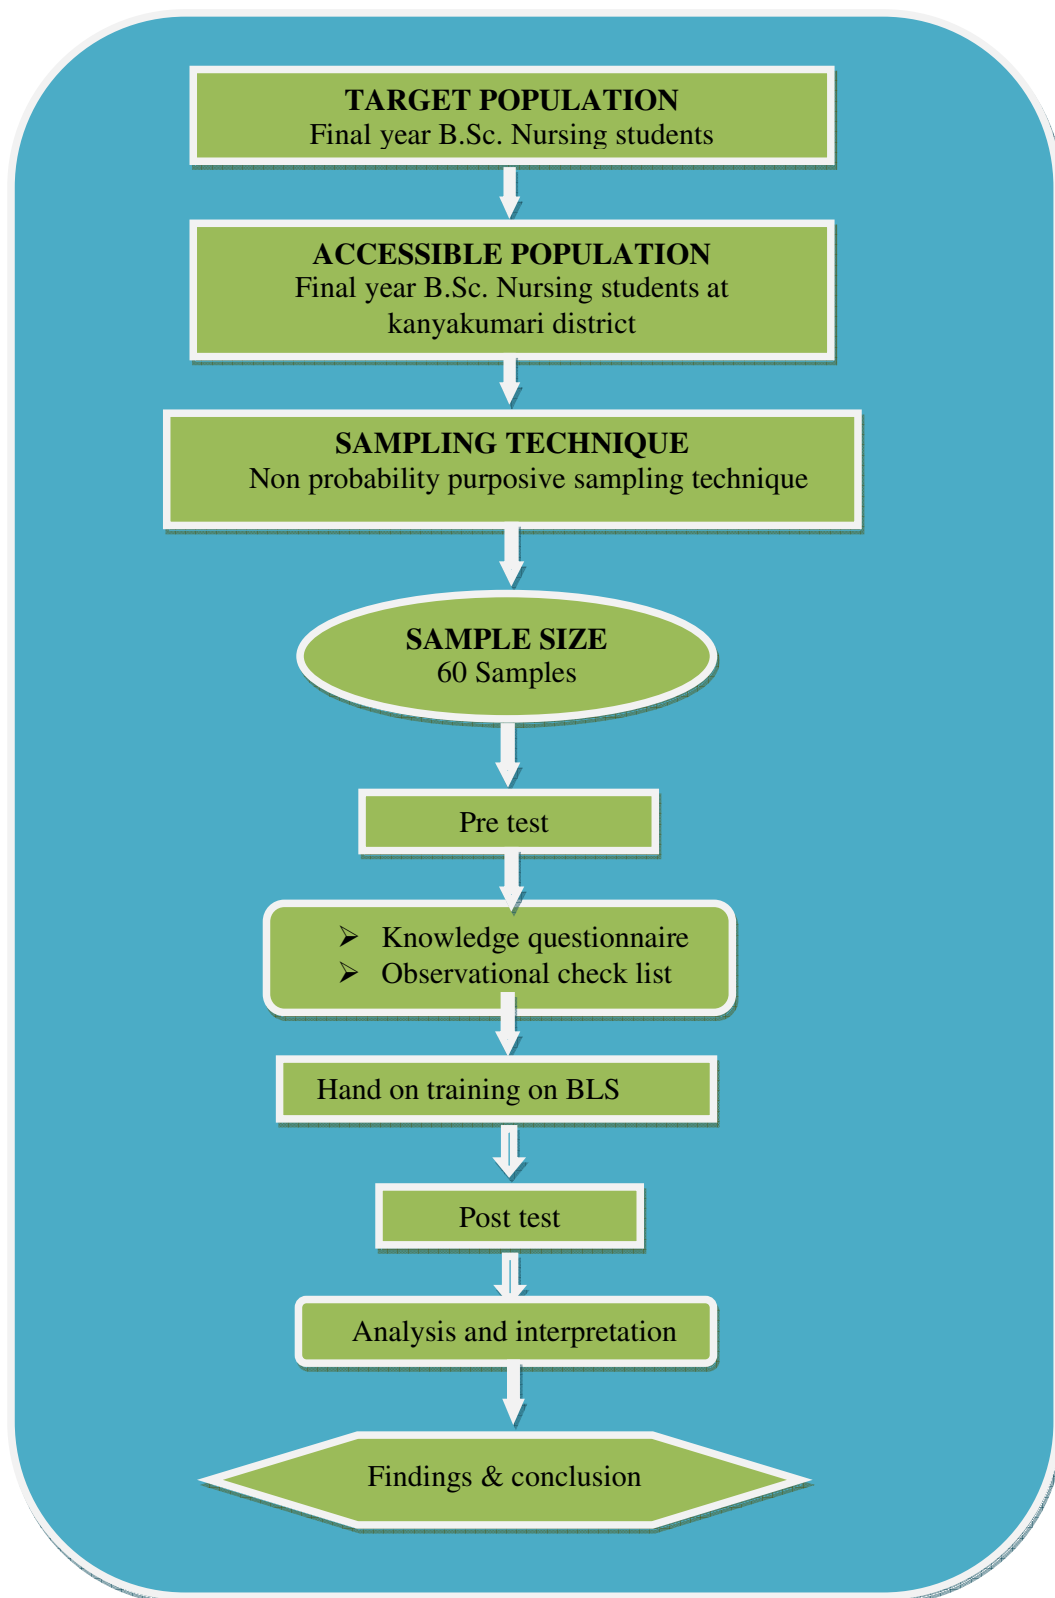 TARGET POPULATION
Final year B.Sc. Nursing students
ACCESSIBLE POPULATION
Final year B.Sc. Nursing students at
kanyakumari district
SAMPLING TECHNIQUE
Non probability purposive sampling technique
SAMPLE SIZE
60 Samples
Pre test
➢ Knowledge questionnaire
➢ Observational check list
Hand on training on BLS
Post test
Analysis and interpretation
Findings & conclusion